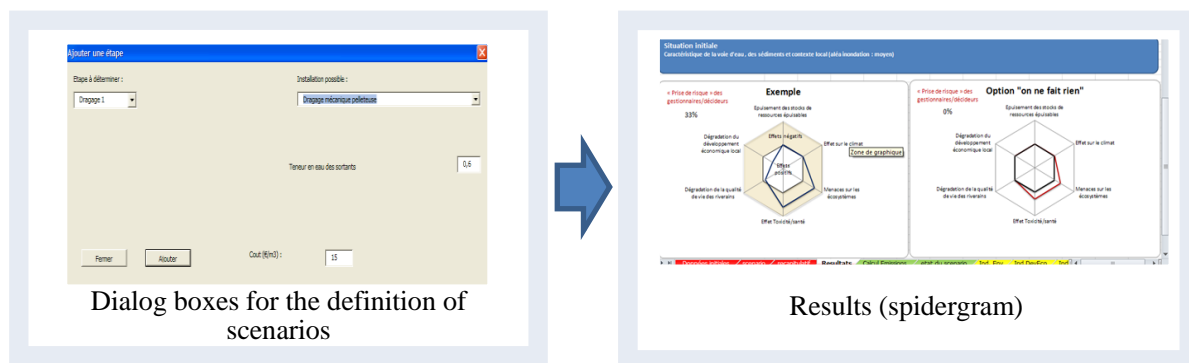 Ajouter une étape
Etape à déterminer :
Installation possible :
Dragage 1
Dragage mécanique pelleteuse
Teneur en eau des sortants
0,6
Fermer
Ajouter
Cout (€/m3) :
15
Dialog boxes for the definition of
scenarios
Situation initiale
Caractéristique de la voie d'eau, des sédiments et contexte local (aléa inondation : moyen)
« Prise de risque » des
gestionnaires/décideurs
33%
Exemple
Epuisement des stocks de
ressources épuisables
Effets négatifs
Effet sur le climat
Zone de graphique
Effets
positifs
Menaces sur les
écosystèmes
Effet Toxicité/santé
Dégradation de la qualité
de vie des riverains
Dégradation du
développement
économique local
« Prise de risque » des
gestionnaires/décideurs
0%
Option "on ne fait rien"
Epuisement des stocks de
ressources épuisables
Effet sur le climat
Menaces sur les
écosystèmes
Effet Toxicité/santé
Dégradation de la qualité
de vie des riverains
Dégradation du
développement
économique local
Résultats
Calcul Emissions
Ind_Env
Ind DevEco
Ind
Results (spidergram)